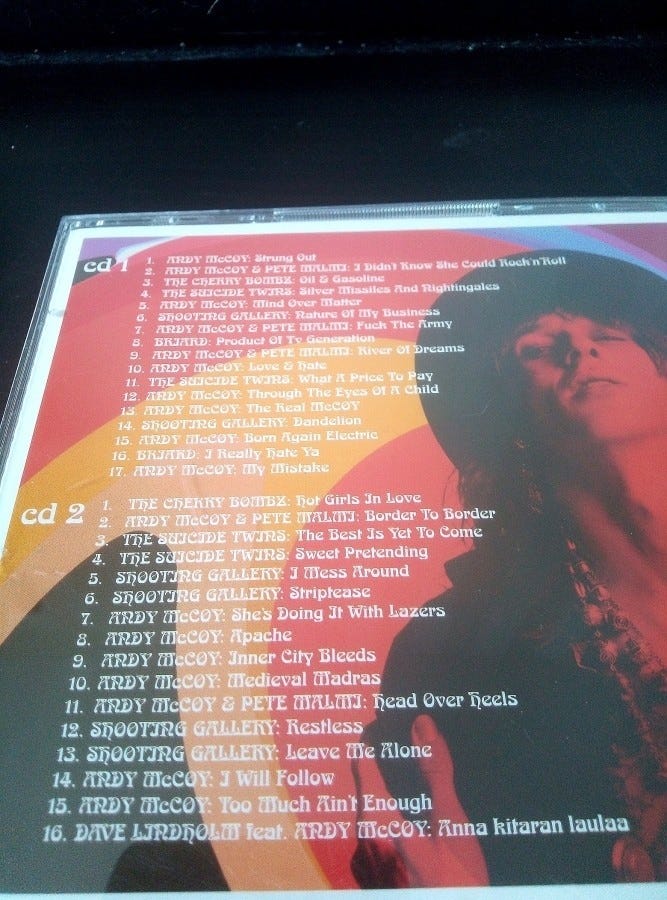 cd 1
1. ANDY McCOY: Strung Out
2. ANDY McCOY & PETE MALMI: I Didn't Know She Could Rock'n'Roll
3. THE CHERRY BOMBZ: Oil & Gasoline
4. THE SUICIDE TWINS: Silver Missiles And Nightingales
5. ANDY McCOY: Mind Over Matter
6. SHOOTING GALLERY: Nature Of My Business
7. ANDY McCOY & PETE MALMI: Fuck The Army
8. BRIARD: Product Of Tv Generation
9. ANDY McCOY & PETE MALMI: River Of Dreams
10. ANDY McCOY: Love & Hate
11. THE SUICIDE TWINS: What A Price To Pay
12. ANDY McCOY: Through The Eyes Of A Child
13. ANDY McCOY: The Real McCOY
14. SHOOTING GALLERY: Dandelion
15. ANDY McCOY: Born Again Electric
16. BRIARD: I Really Hate Ya
17. ANDY McCOY: My Mistake
cd 2
1. THE CHERRY BOMBZ: Hot Girls In Love
2. ANDY McCOY & PETE MALMI: Border To Border
3. THE SUICIDE TWINS: The Best Is Yet To Come
4. THE SUICIDE TWINS: Sweet Pretending
5. SHOOTING GALLERY: I Mess Around
6. SHOOTING GALLERY: Striptease
7. ANDY McCOY: She's Doing It With Lazers
8. ANDY McCOY: Apache
9. ANDY McCOY: Inner City Bleeds
10. ANDY McCOY: Medieval Madras
11. ANDY McCOY & PETE MALMI: Head Over Heels
12. SHOOTING GALLERY: Restless
13. SHOOTING GALLERY: Leave Me Alone
14. ANDY McCOY: I Will Follow
15. ANDY McCOY: Too Much Ain't Enough
16. DAVE LINDHOLM feat. ANDY McCOY: Anna kitaran laulaa